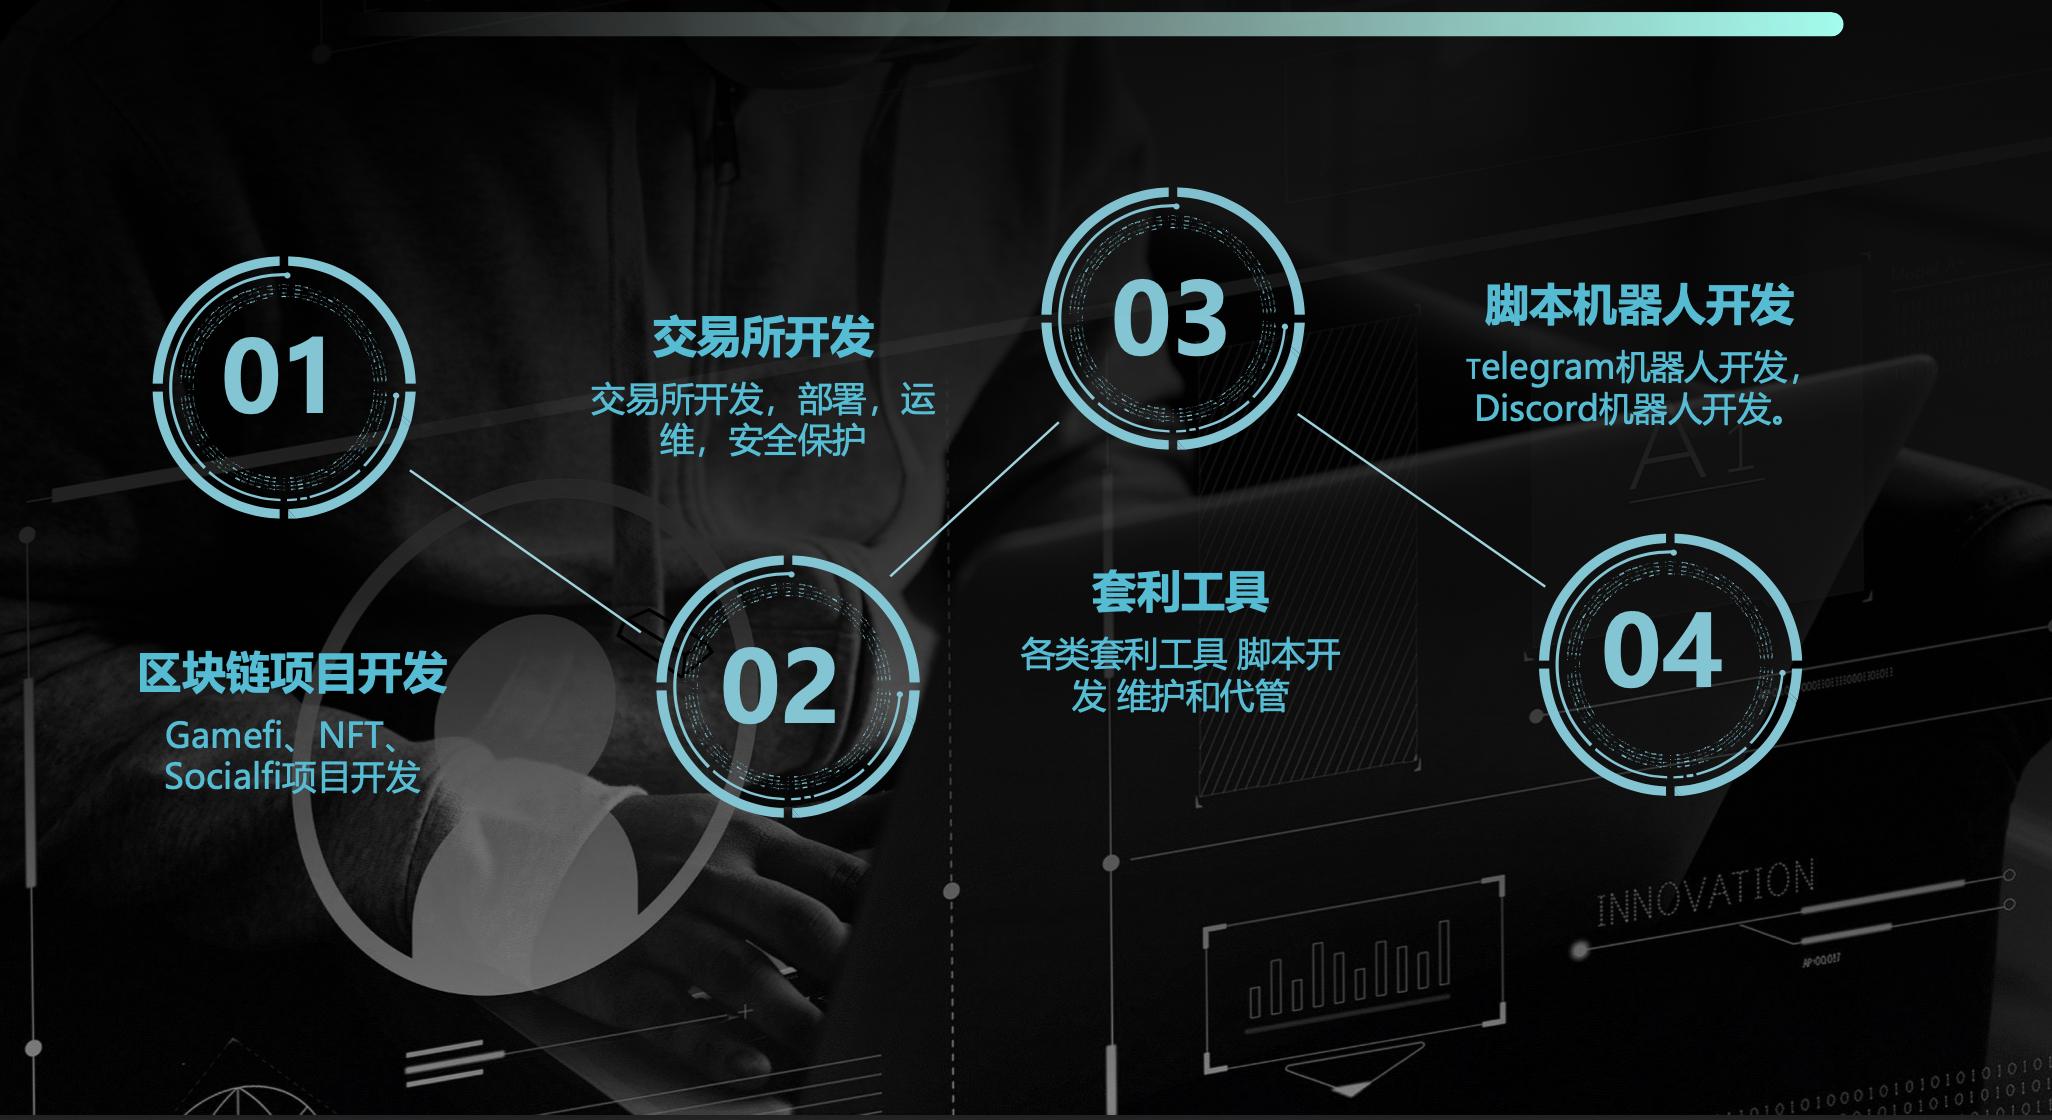 01
区块链项目开发
Gamefi、NFT、
Socialfi项目开发
交易所开发
交易所开发，部署，运
维，安全保护
02
03
套利工具
各类套利工具 脚本开
发 维护和代管
脚本机器人开发
Telegram机器人开发，
Discord机器人开发。
04
A1
INNOVATION